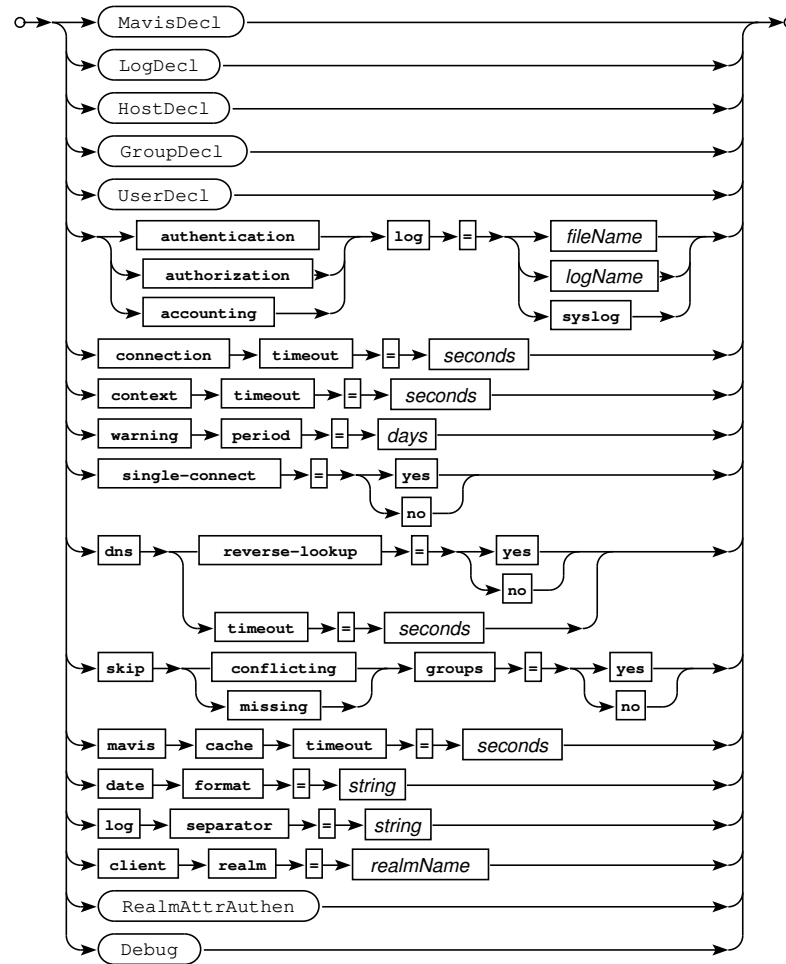 MavisDecl
LogDecl
HostDecl
GroupDecl
UserDecl
authentication log = fileName
authorization logName
accounting syslog
connection timeout = seconds
context timeout = seconds
warning period = days
single-connect = yes
no
dns reverse-lookup = yes
no
timeout = seconds
skip conflicting groups = yes
missing no
mavis cache timeout = seconds
date format = string
log separator = string
client realm = realmName
RealmAttrAuthen
Debug